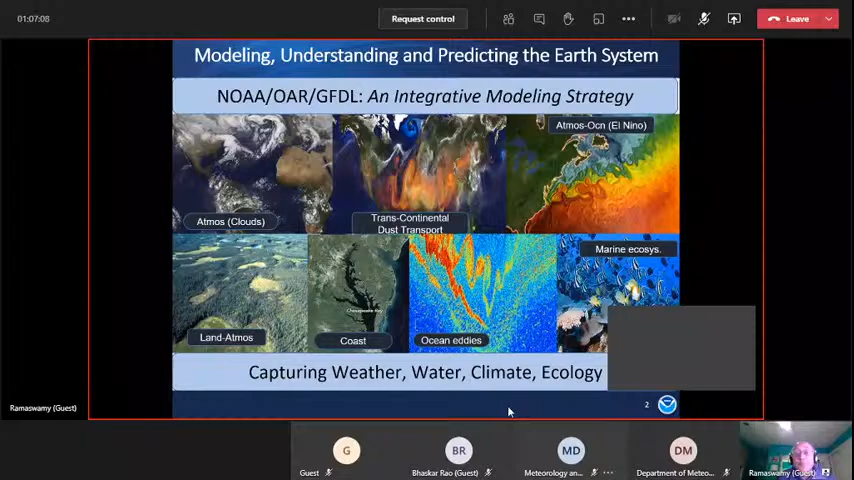 01:07:08
Request control
Leave
Modeling, Understanding and Predicting the Earth System
NOAA/OAR/GFDL: An Integrative Modeling Strategy
Atmos-Ocn (El Nino)
Atmos (Clouds)
Trans-Continental
Dust Transport
Marine ecosys.
Chesapeake Bay
Land-Atmos
Coast
Ocean eddies
Capturing Weather, Water, Climate, Ecology
2
Ramaswamy (Guest)
G
BR
MD
DM
Guest
Bhaskar Rao (Guest)
Meteorology an...
Department of Meteo...
Ramaswamy (Guest)